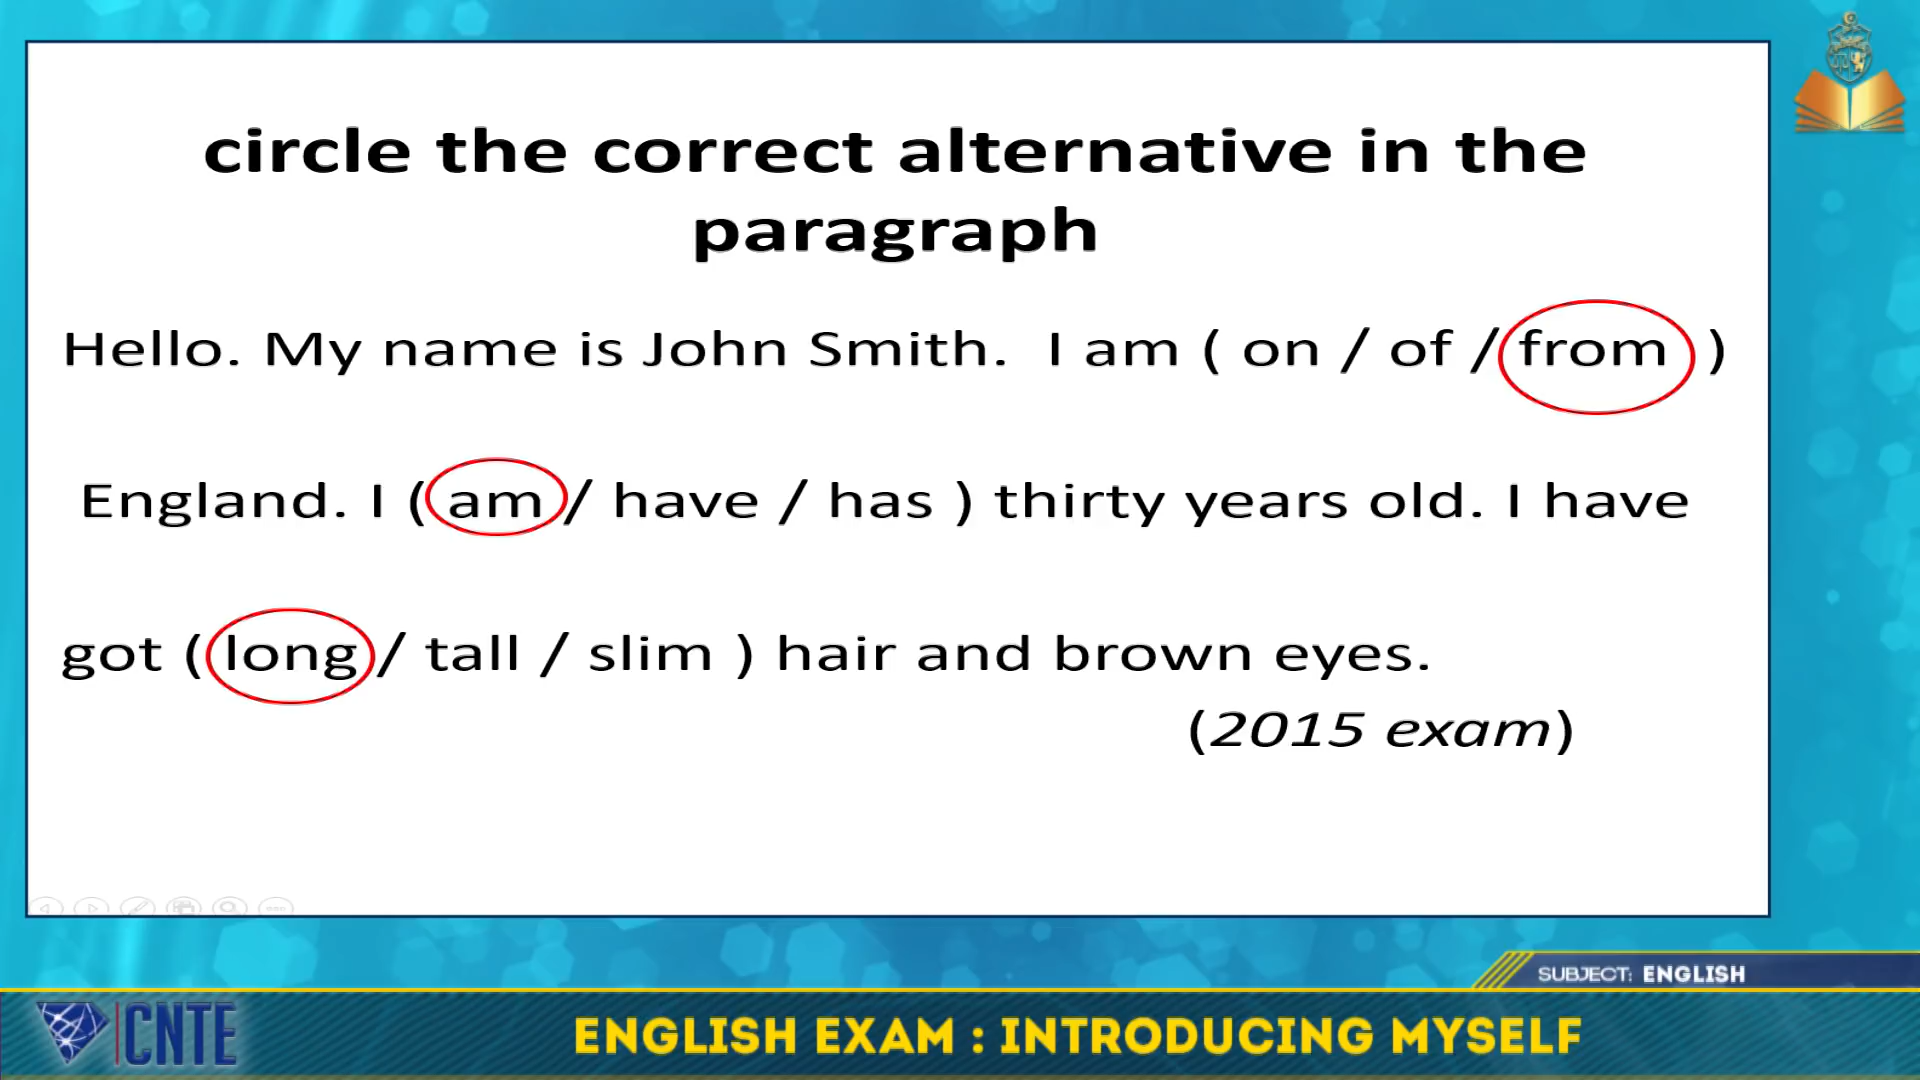 circle the correct alternative in the
paragraph
Hello. My name is John Smith. I am ( on / of / from )
England. I ( am / have / has ) thirty years old. I have
got ( long / tall / slim ) hair and brown eyes.
(2015 exam)
SUBJECT: ENGLISH
CNTE
ENGLISH EXAM : INTRODUCING MYSELF